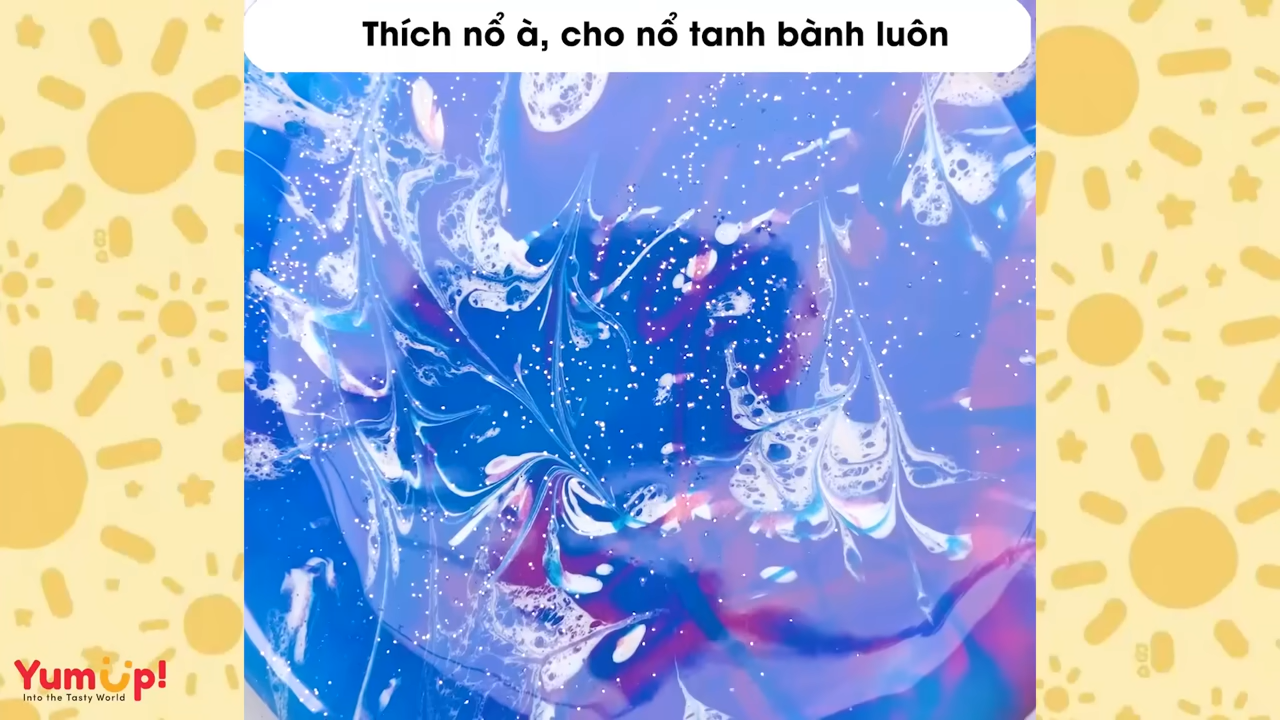 Thích nổ à, cho nổ tanh bành luôn
YumUp!
Into the Tasty World